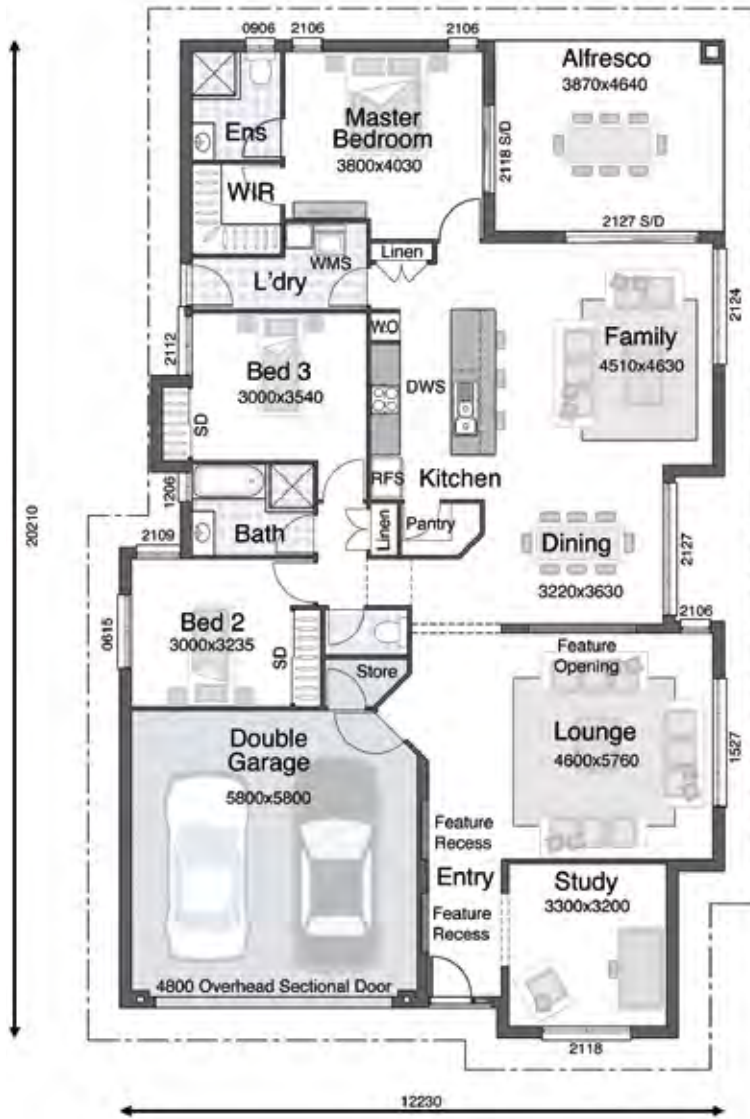 0906
2106
2106
Alfresco
3870x4640
Ens
Master
Bedroom
3800x4030
2118 S/D
WIR
2127 S/D
Linen
WMS
L'dry
2124
W.O
Family
4510x4630
2112
Bed 3
3000x3540
DWS
SD
RFS
Kitchen
1206
Bath
Linen
Pantry
20210
2109
Dining
3220x3630
2127
2106
0615
Bed 2
3000x3235
SD
Feature
Opening
Store
Lounge
4600x5760
1527
Double
Garage
5800x5800
Feature
Recess
Entry
Study
3300x3200
Feature
Recess
4800 Overhead Sectional Door
2118
12230